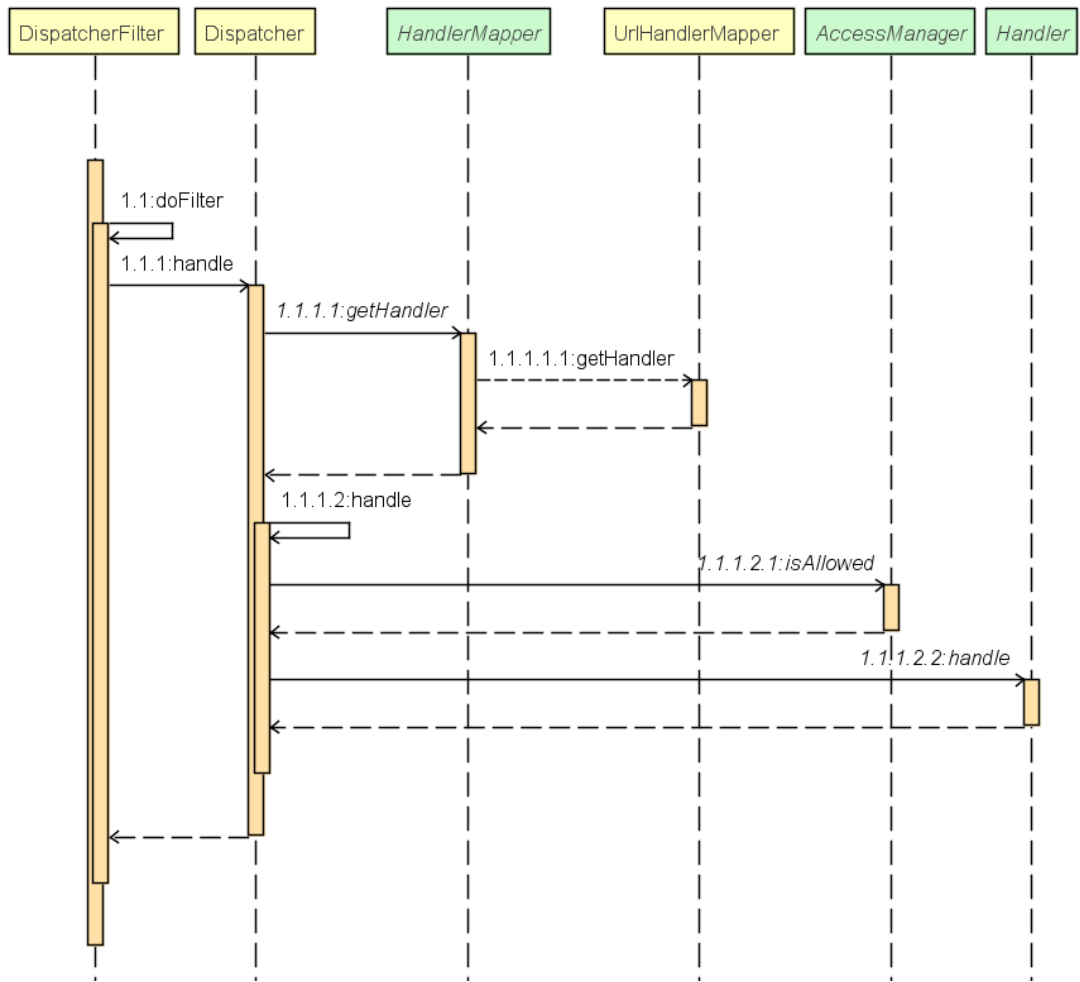 DispatcherFilter
Dispatcher
HandlerMapper
UrlHandlerMapper
AccessManager
Handler
1.1:doFilter
1.1.1:handle
1.1.1.1:getHandler
1.1.1.1.1:getHandler
1.1.1.2:handle
1.1.1.2.1:isAllowed
1.1.1.2.2:handle